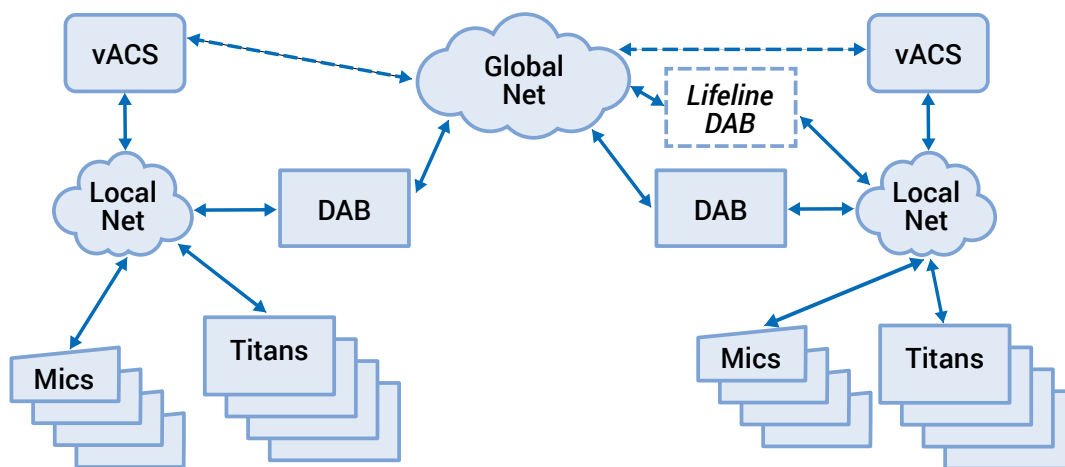 vACS
Global
Net
vACS
Lifeline
DAB
Local
Net
DAB
DAB
Local
Net
Mics
Titans
Mics
Titans